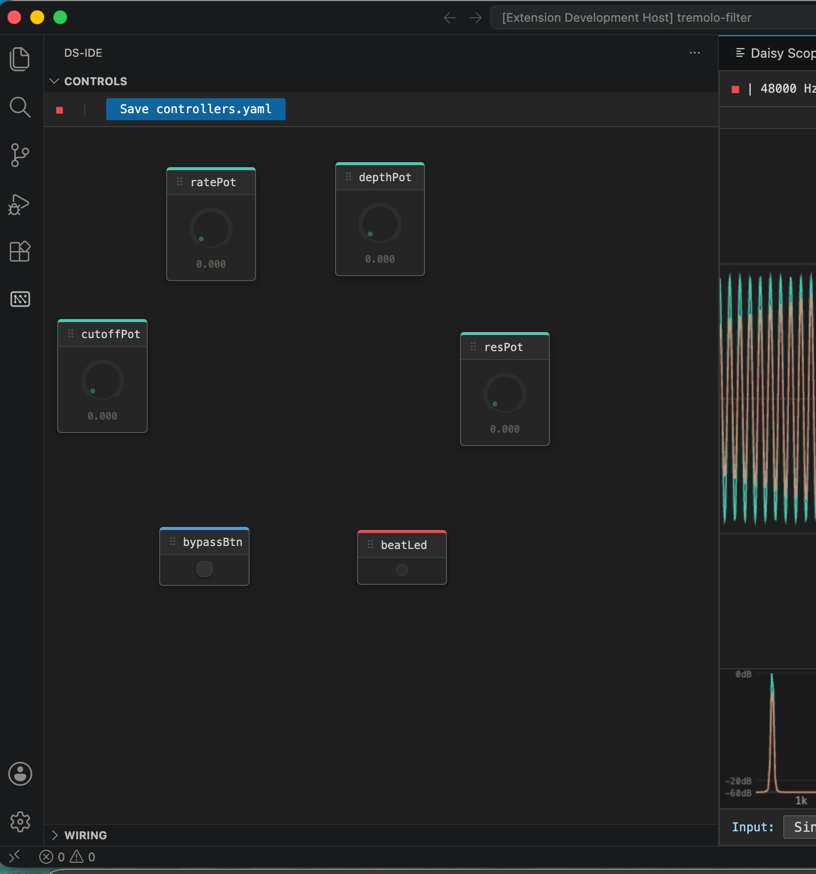 [Extension Development Host] tremolo-filter
DS-IDE
CONTROLS
Save controllers.yaml
ratePot
0.000
depthPot
0.000
cutoffPot
0.000
resPot
0.000
bypassBtn
beatLed
WIRING
0 0
Daisy Scop
| 48000 Hz
0dB
-20dB
-60dB
1k
Input: Sin